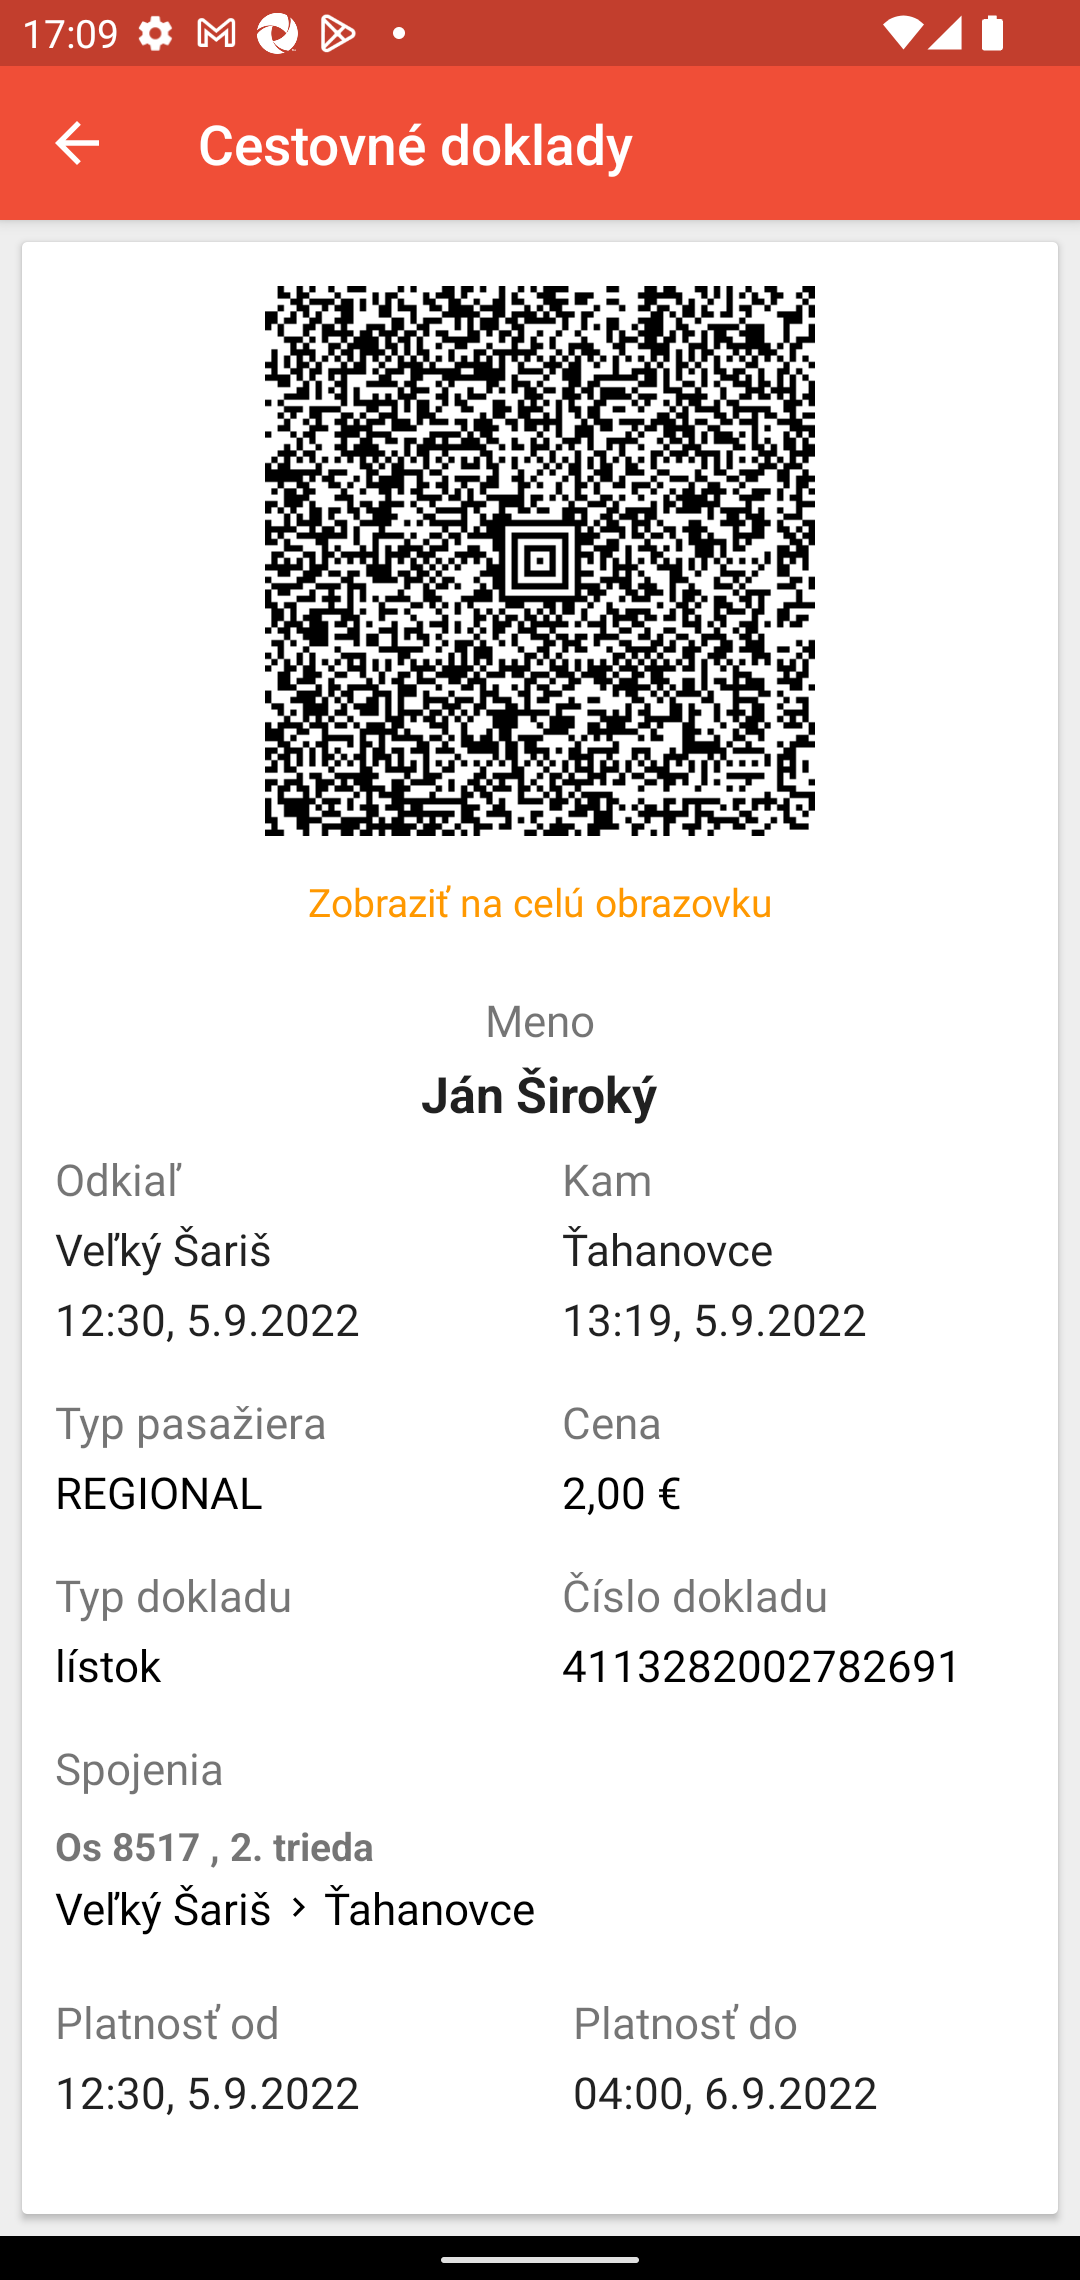 17:09
Cestovné doklady
Zobraziť na celú obrazovku
Meno
Ján Široký
Odkiaľ
Kam
Veľký Šariš
Ťahanovce
12:30, 5.9.2022
13:19, 5.9.2022
Typ pasažiera
Cena
REGIONAL
2,00 €
Typ dokladu
Číslo dokladu
lístok
4113282002782691
Spojenia
Os 8517 , 2. trieda
Veľký Šariš > Ťahanovce
Platnosť od
Platnosť do
12:30, 5.9.2022
04:00, 6.9.2022